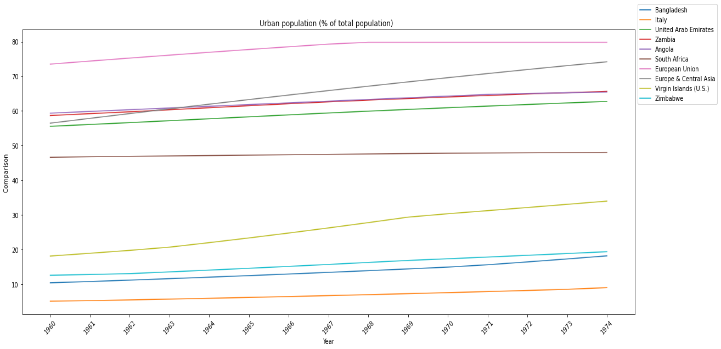 Urban population (% of total population)
Bangladesh
Italy
United Arab Emirates
Zambia
Angola
South Africa
European Union
Europe & Central Asia
Virgin Islands (U.S.)
Zimbabwe
Comparison
80
70
60
50
40
30
20
10
1960
1961
1962
1963
1964
1965
1966
1967
1968
1969
1970
1971
1972
1973
1974
Year